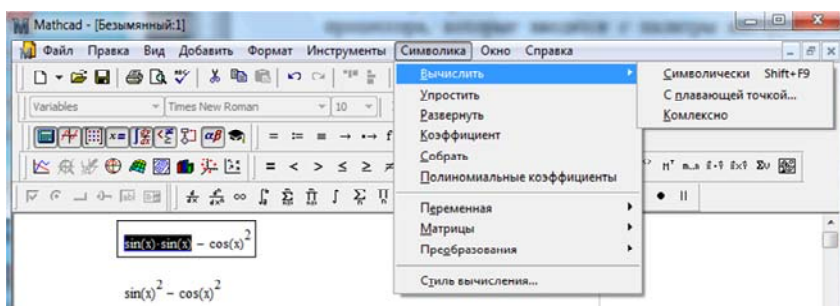 Mathcad - [Безымянный:1]
Файл Правка Вид Добавить Формат Инструменты Символика Окно Справка
Variables Times New Roman 10
Вычислить
Упростить
Развернуть
Коэффициент
Собрать
Полиномиальные коэффициенты
Переменная
Матрицы
Преобразования
Стиль вычисления...
Символически Shift+F9
С плавающей точкой...
Комлексно
sin(x)·sin(x) − cos(x)²
sin(x)² − cos(x)²